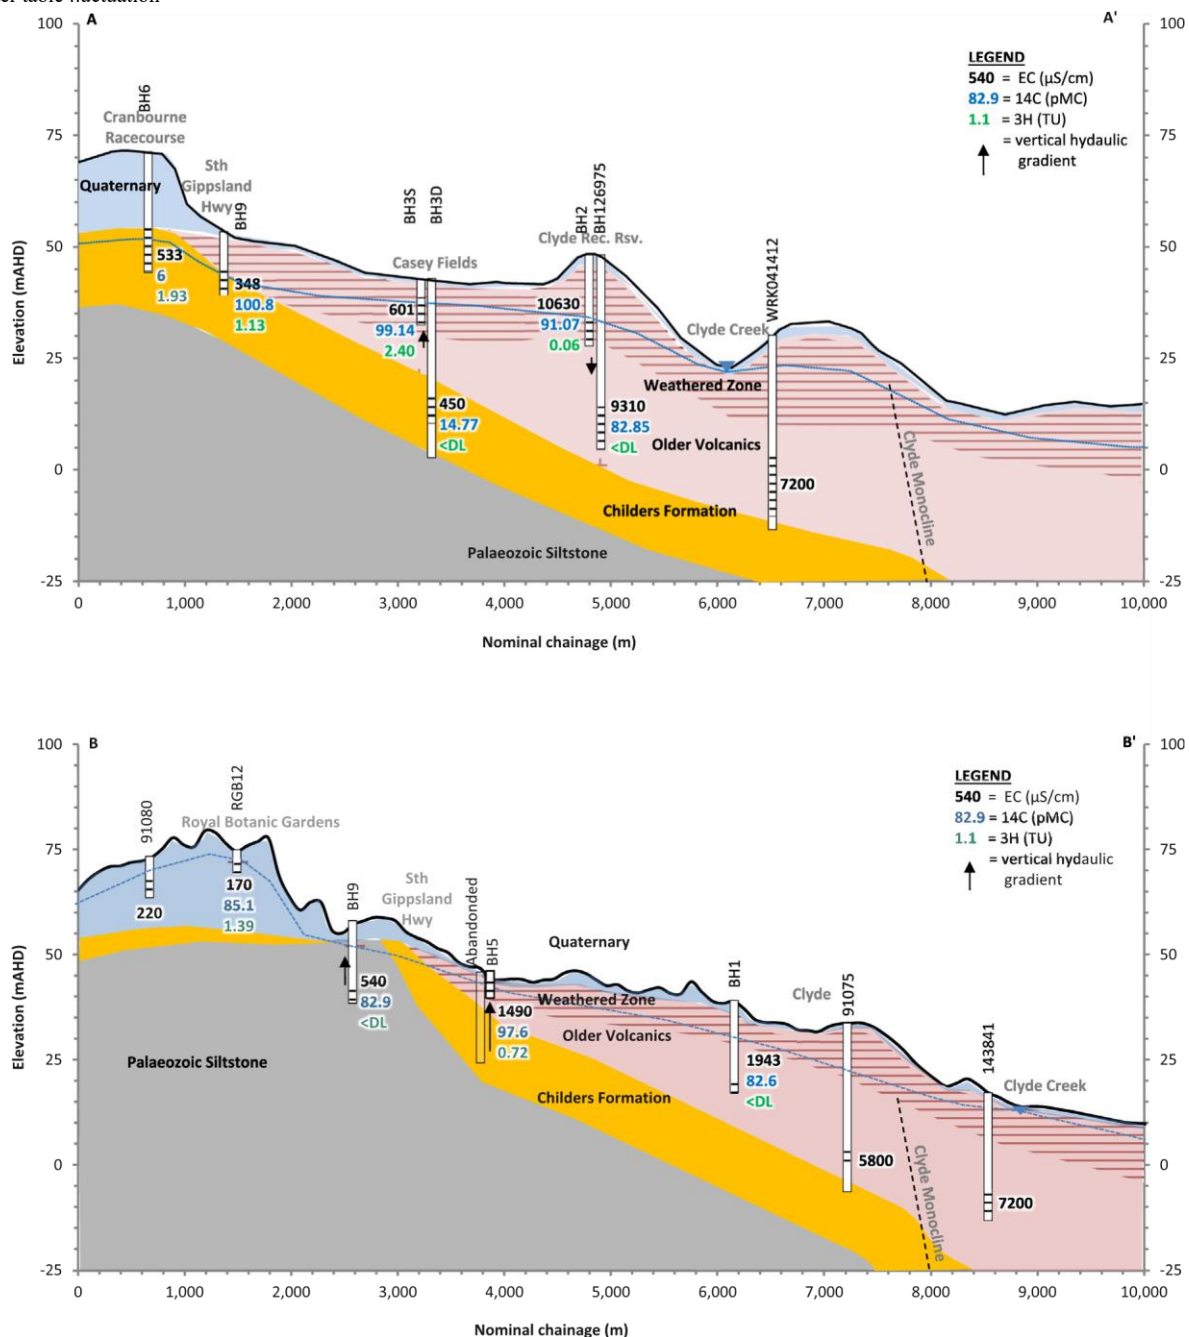 er table fluctuation
A
A'
100
75
50
25
0
-25
Elevation (mAHD)
BH6
Cranbourne
Racecourse
Quaternary
Sth
Gippsland
Hwy
BH9
533
6
1.93
348
100.8
1.13
BH3S
BH3D
Casey Fields
601
99.14
2.40
450
14.77
<DL
BH2
BH126975
Clyde Rec. Rsv.
10630
91.07
0.06
9310
82.85
<DL
WRK041412
Clyde Creek
7200
Weathered Zone
Older Volcanics
Childers Formation
Palaeozoic Siltstone
Clyde Monocline
LEGEND
540 = EC (µS/cm)
82.9 = 14C (pMC)
1.1 = 3H (TU)
= vertical hydaulic
gradient
100
75
50
25
0
-25
0 1,000 2,000 3,000 4,000 5,000 6,000 7,000 8,000 9,000 10,000
Nominal chainage (m)
B
B'
100
75
50
25
0
-25
Elevation (mAHD)
91080
RGB12
Royal Botanic Gardens
220
170
85.1
1.39
BH9
540
82.9
<DL
Sth
Gippsland
Hwy
Abandonded
BH5
1490
97.6
0.72
Quaternary
Weathered Zone
Older Volcanics
Childers Formation
Palaeozoic Siltstone
BH1
1943
82.6
<DL
Clyde
91075
5800
143841
7200
Clyde Creek
Clyde Monocline
LEGEND
540 = EC (µS/cm)
82.9 = 14C (pMC)
1.1 = 3H (TU)
= vertical hydaulic
gradient
100
75
50
25
0
-25
0 1,000 2,000 3,000 4,000 5,000 6,000 7,000 8,000 9,000 10,000
Nominal chainage (m)